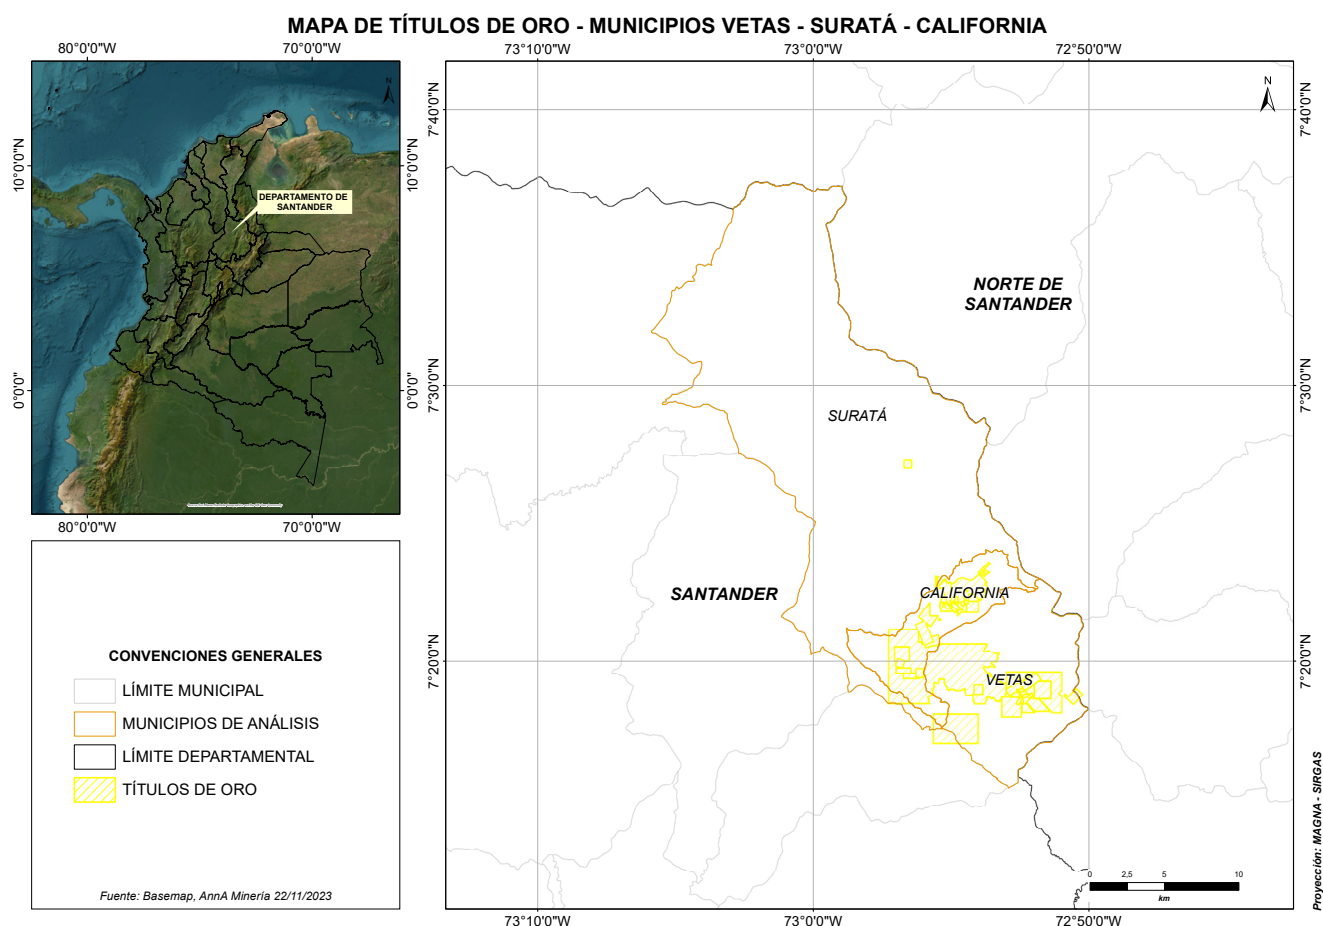 MAPA DE TÍTULOS DE ORO - MUNICIPIOS VETAS - SURATÁ - CALIFORNIA
80°0'0"W
70°0'0"W
73°10'0"W
73°0'0"W
72°50'0"W
N
N
7°40'0"N
7°40'0"N
10°0'0"N
10°0'0"N
DEPARTAMENTO DE
SANTANDER
NORTE DE
SANTANDER
0°0'0"
0°0'0"
7°30'0"N
7°30'0"N
SURATÁ
80°0'0"W
70°0'0"W
SANTANDER
CALIFORNIA
7°20'0"N
7°20'0"N
VETAS
CONVENCIONES GENERALES
LÍMITE MUNICIPAL
MUNICIPIOS DE ANÁLISIS
LÍMITE DEPARTAMENTAL
TÍTULOS DE ORO
Fuente: Basemap, AnnA Minería 22/11/2023
0 2,5 5 10
km
Proyección: MAGNA - SIRGAS
73°10'0"W
73°0'0"W
72°50'0"W